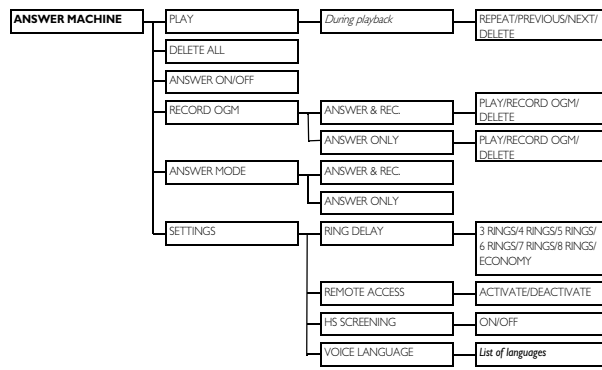 ANSWER MACHINE
PLAY
During playback
REPEAT/PREVIOUS/NEXT/
DELETE
DELETE ALL
ANSWER ON/OFF
RECORD OGM
ANSWER & REC.
PLAY/RECORD OGM/
DELETE
ANSWER ONLY
PLAY/RECORD OGM/
DELETE
ANSWER MODE
ANSWER & REC.
ANSWER ONLY
SETTINGS
RING DELAY
3 RINGS/4 RINGS/5 RINGS/
6 RINGS/7 RINGS/8 RINGS/
ECONOMY
REMOTE ACCESS
ACTIVATE/DEACTIVATE
HS SCREENING
ON/OFF
VOICE LANGUAGE
List of languages